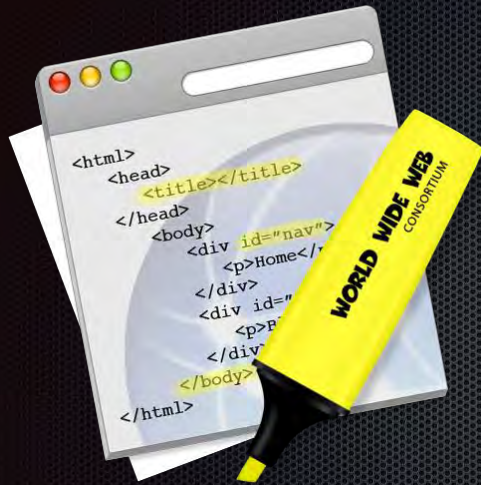 <html>
<head>
<title></title>
</head>
<body>
<div id="nav">
<p>Home</
</div>
<div id="
<p>
</div>
</body>
</html>
WORLD WIDE WEB
CONSORTIUM